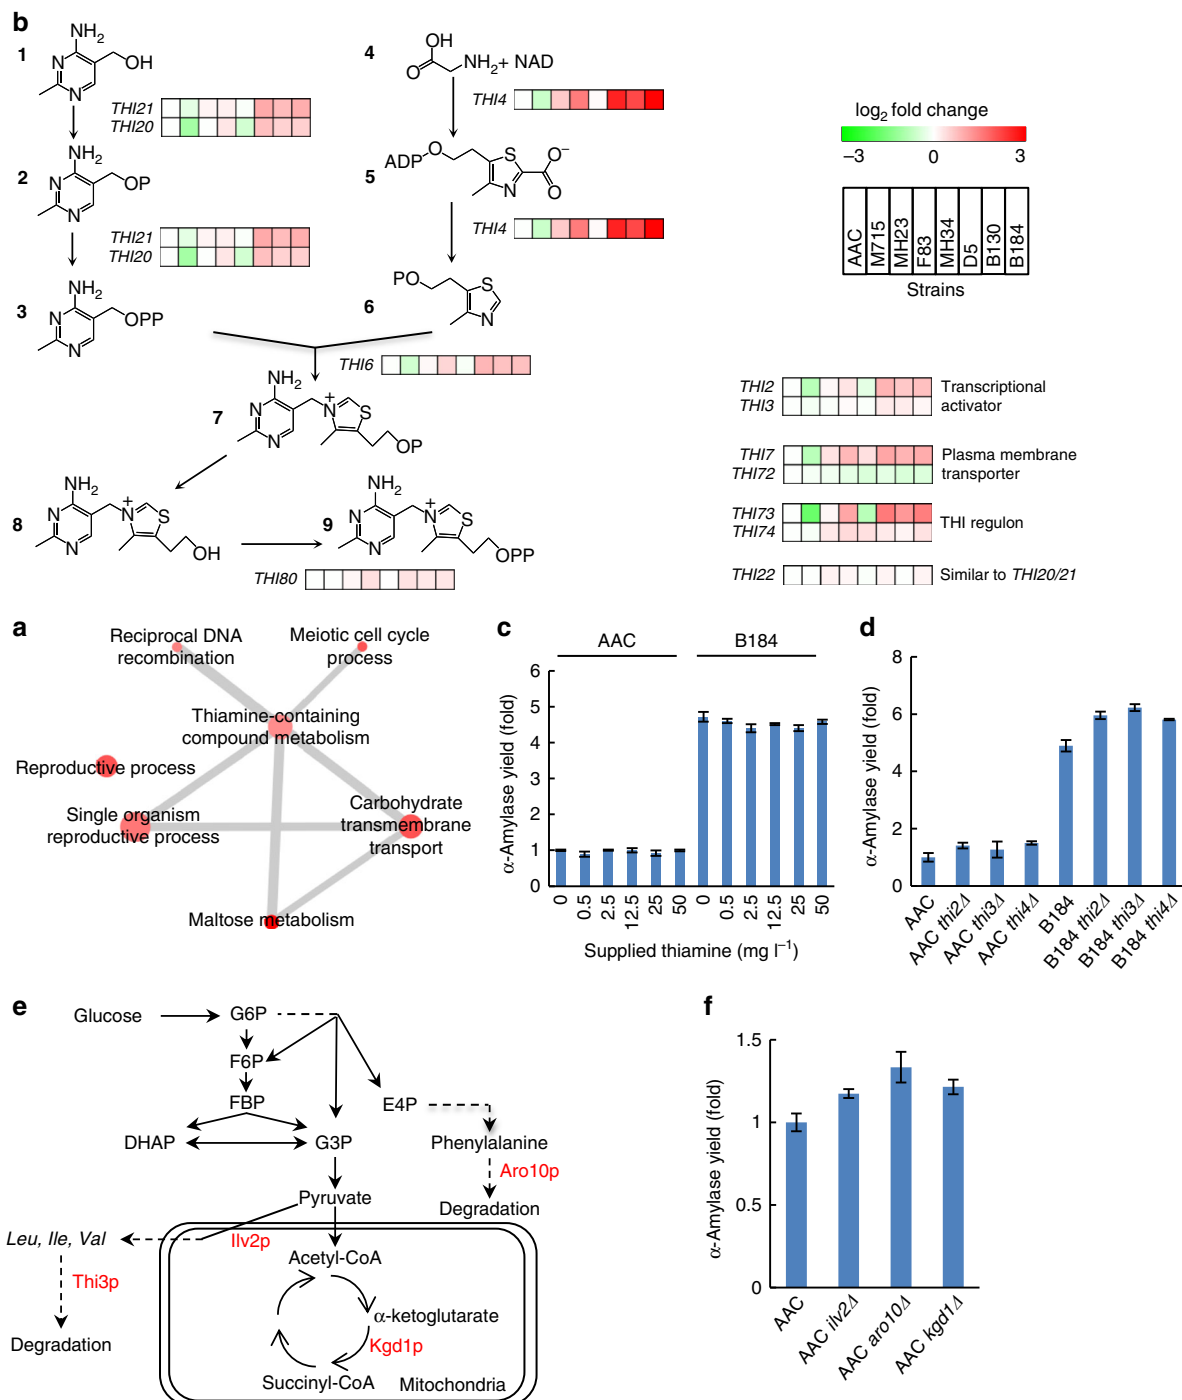 b
1
NH2
N
N
OH
THI21
THI20
2
NH2
N
N
OP
THI21
THI20
3
NH2
N
N
OPP
4
OH
O
NH2 + NAD
THI4
5
ADP
O
S
N
O−
O
THI4
6
PO
S
N
THI6
7
NH2
N
N
N
+
S
OP
8
NH2
N
N
N
+
S
OH
9
NH2
N
N
N
+
S
OPP
THI80
log2 fold change
−3 0 3
AAC
M715
MH23
F83
MH34
D5
B130
B184
Strains
THI2
THI3
Transcriptional
activator
THI7
THI72
Plasma membrane
transporter
THI73
THI74
THI regulon
THI22
Similar to THI20/21
a
Reciprocal DNA
recombination
Meiotic cell cycle
process
Thiamine-containing
compound metabolism
Reproductive process
Single organism
reproductive process
Carbohydrate
transmembrane
transport
Maltose metabolism
c
AAC
B184
α-Amylase yield (fold)
6
5
4
3
2
1
0
0 0.5 2.5 12.5 25 50 0 0.5 2.5 12.5 25 50
Supplied thiamine (mg l−1)
d
α-Amylase yield (fold)
8
6
4
2
0
AAC
AAC thi2Δ
AAC thi3Δ
AAC thi4Δ
B184
B184 thi2Δ
B184 thi3Δ
B184 thi4Δ
e
Glucose
G6P
F6P
FBP
DHAP
G3P
E4P
Phenylalanine
Aro10p
Degradation
Pyruvate
Leu, Ile, Val
Ilv2p
Thi3p
Degradation
Acetyl-CoA
α-ketoglutarate
Kgd1p
Succinyl-CoA
Mitochondria
f
α-Amylase yield (fold)
1.5
1
0.5
0
AAC
AAC ilv2Δ
AAC aro10Δ
AAC kgd1Δ